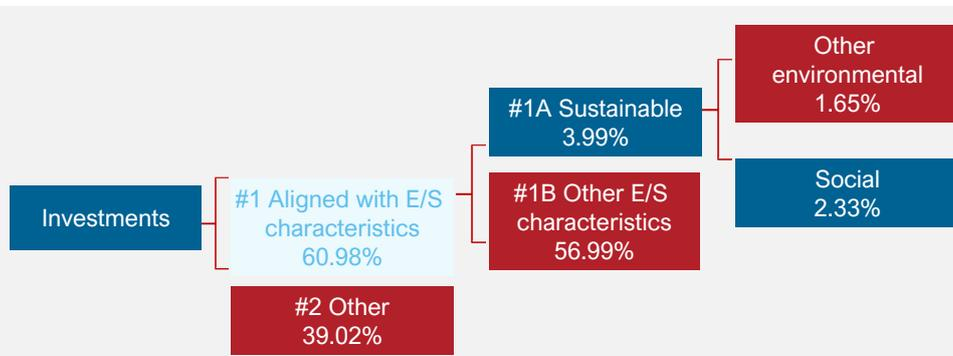 Investments
#1 Aligned with E/S
characteristics
60.98%
#2 Other
39.02%
#1A Sustainable
3.99%
#1B Other E/S
characteristics
56.99%
Other
environmental
1.65%
Social
2.33%